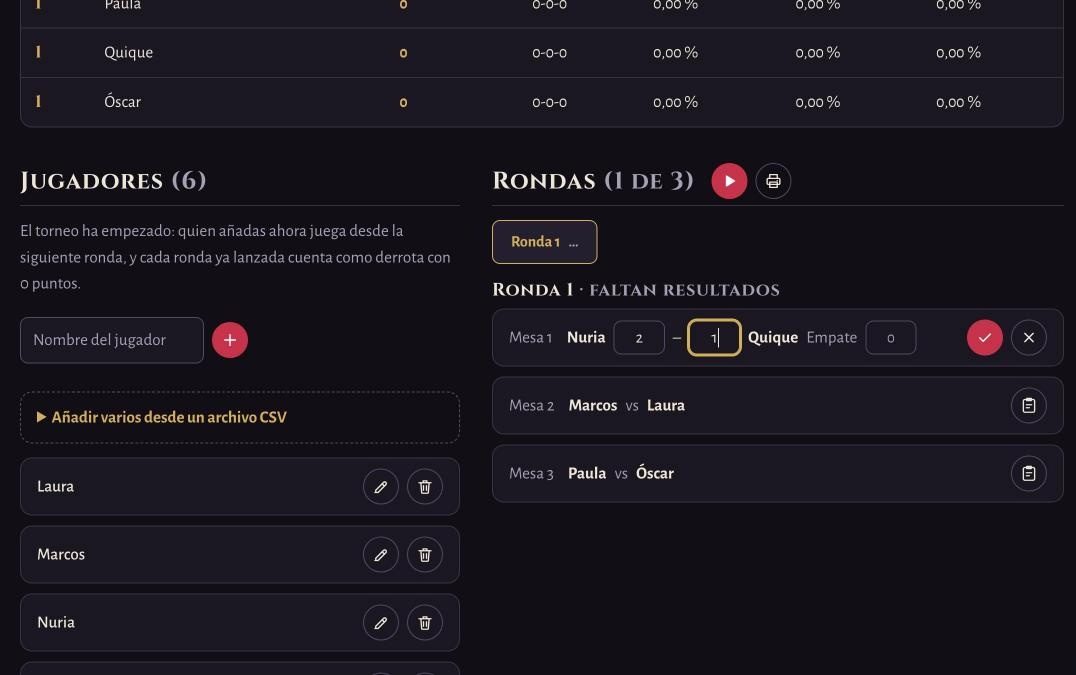 1 Paula 0 0-0-0 0,00 % 0,00 % 0,00 %
1 Quique 0 0-0-0 0,00 % 0,00 % 0,00 %
1 Óscar 0 0-0-0 0,00 % 0,00 % 0,00 %
Jugadores (6)
El torneo ha empezado: quien añadas ahora juega desde la
siguiente ronda, y cada ronda ya lanzada cuenta como derrota con
0 puntos.
Nombre del jugador
Añadir varios desde un archivo CSV
Laura
Marcos
Nuria
Rondas (1 de 3)
Ronda 1 ...
Ronda 1 · faltan resultados
Mesa 1 Nuria 2 – 1 Quique Empate 0
Mesa 2 Marcos vs Laura
Mesa 3 Paula vs Óscar